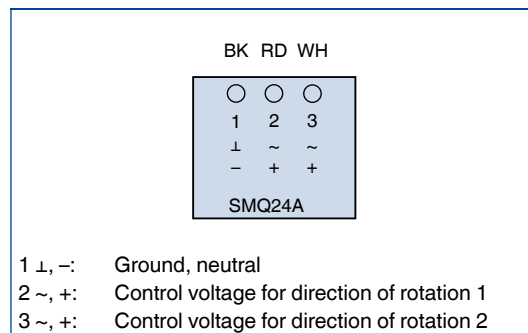 BK RD WH
1 2 3
⊥ ~ ~
– + +
SMQ24A
1 ⊥, –: Ground, neutral
2 ~, +: Control voltage for direction of rotation 1
3 ~, +: Control voltage for direction of rotation 2